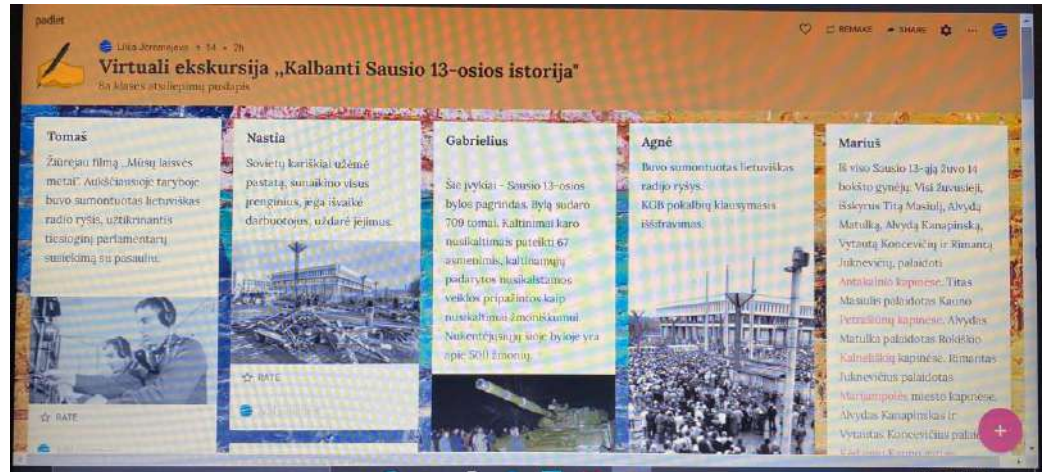 padlet
REMAKE
SHARE
+ 14 • 2h
Virtuali ekskursija „Kalbanti Sausio 13-osios istorija"
8a klasės atsiliepimų puslapis
Tomaš
Žiūrėjau filmą „Mūsų laisvės
metai". Aukščiausioje taryboje
buvo sumontuotas lietuviškas
radio ryšis, užtikrinantis
tiesioginį parlamentarų
susiekimą su pasauliu.
RATE
Nastia
Sovietų kariškiai užėmė
pastatą, sunaikino visus
įrenginius, jėga išvaikė
darbuotojus, uždarė įėjimus.
RATE
Gabrielius
Šie įvykiai - Sausio 13-osios
bylos pagrindas. Bylą sudaro
709 tomai. Kaltinimai karo
nusikaltimais pateikti 67
asmenimis, kaltinamųjų
padarytos nusikalstamos
veiklos pripažintos kaip
nusikaltimai žmoniškumui.
Nukentėjusiųjų šioje byloje yra
apie 500 žmonių.
Agnė
Buvo sumontuotas lietuviškas
radijo ryšys.
KGB pokalbių klausymasis
iššifravimas.
Mariuš
Iš viso Sausio 13-ąją žuvo 14
bokšto gynėjų. Visi žuvusieji,
išskyrus Titą Masiulį, Alvydą
Matulką, Alvydą Kanapinską,
Vytautą Koncevičių ir Rimantą
Juknevičių, palaidoti
Antakalnio kapinėse. Titas
Masiulis palaidotas Kauno
Petrašiūnų kapinėse. Alvydas
Matulka palaidotas Rokiškio
Kalneliškių kapinėse. Rimantas
Juknevičius palaidotas
Marijampolės miesto kapinėse.
Alvydas Kanapinskas ir
Vytautas Koncevičius